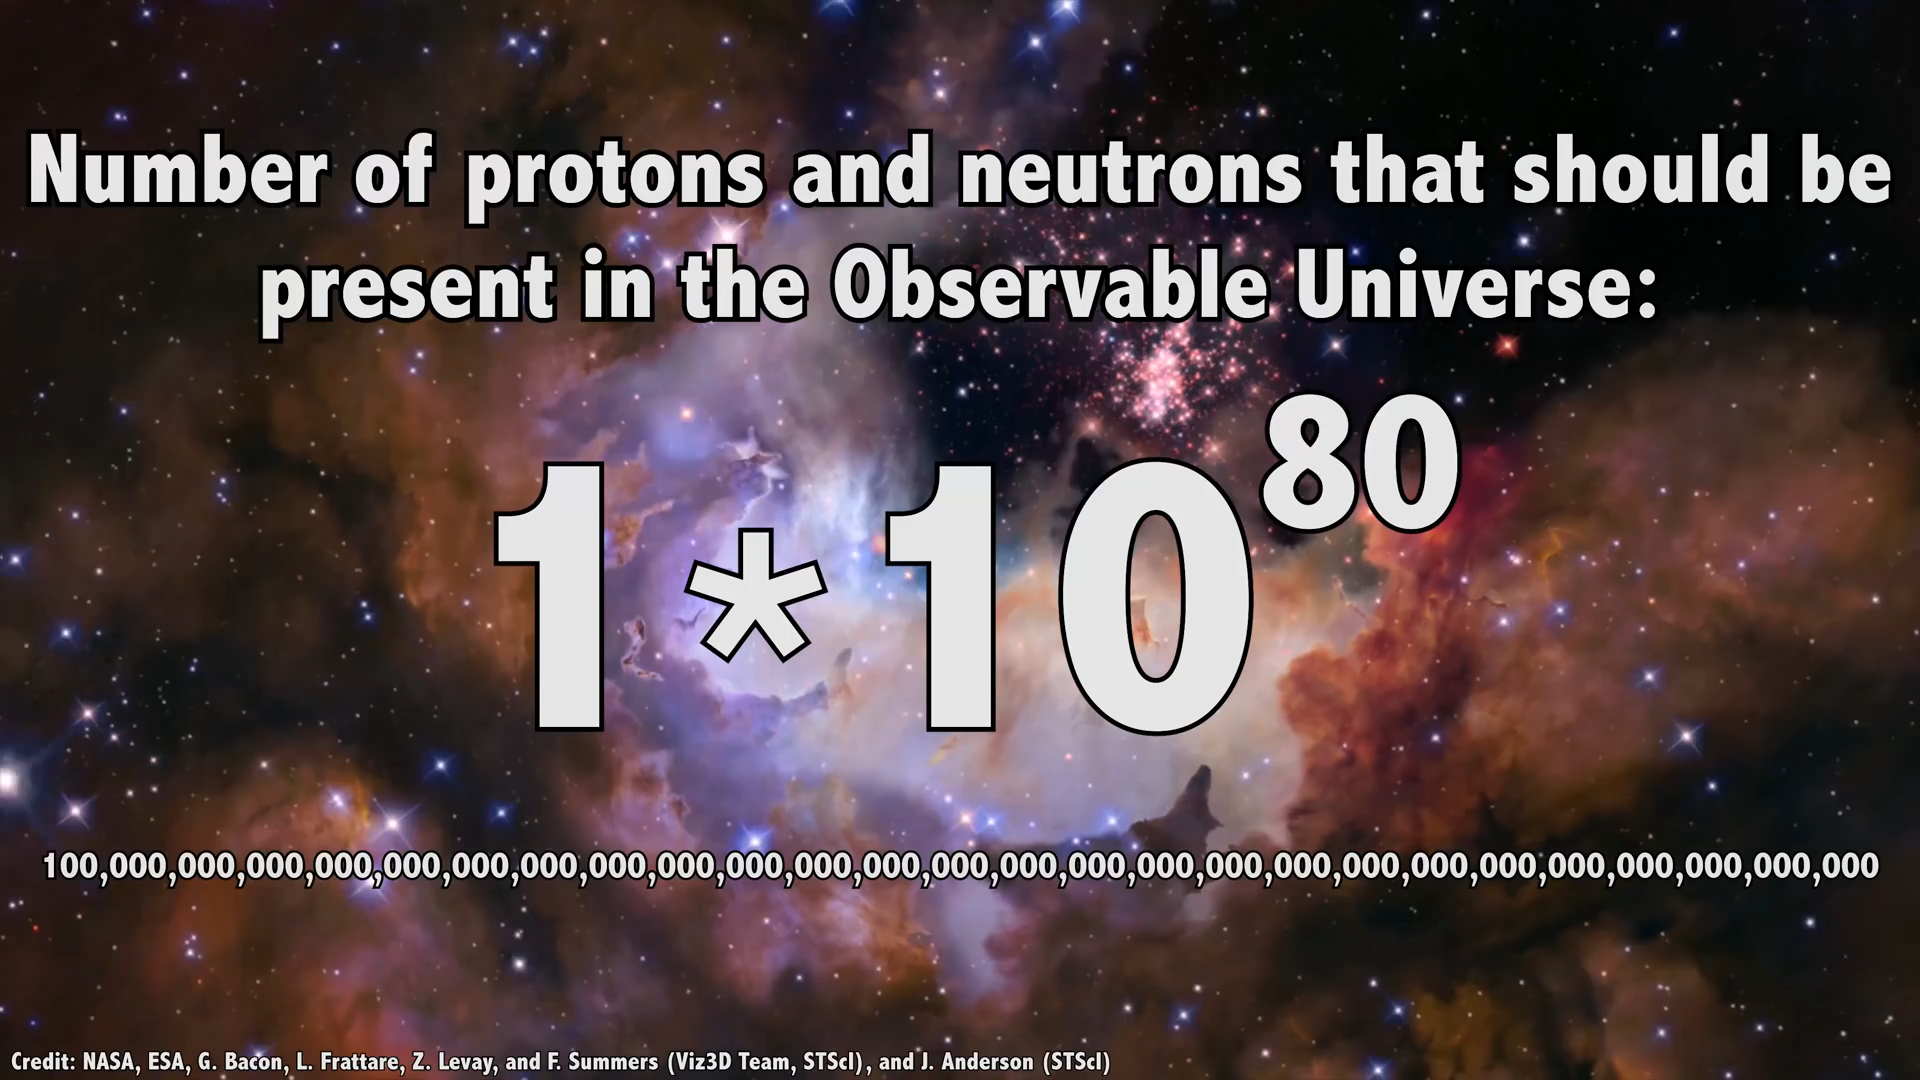 Number of protons and neutrons that should be
present in the Observable Universe:
1*10^80
100,000,000,000,000,000,000,000,000,000,000,000,000,000,000,000,000,000,000,000,000,000,000,000,000,000,000
Credit: NASA, ESA, G. Bacon, L. Frattare, Z. Levay, and F. Summers (Viz3D Team, STScI), and J. Anderson (STScI)